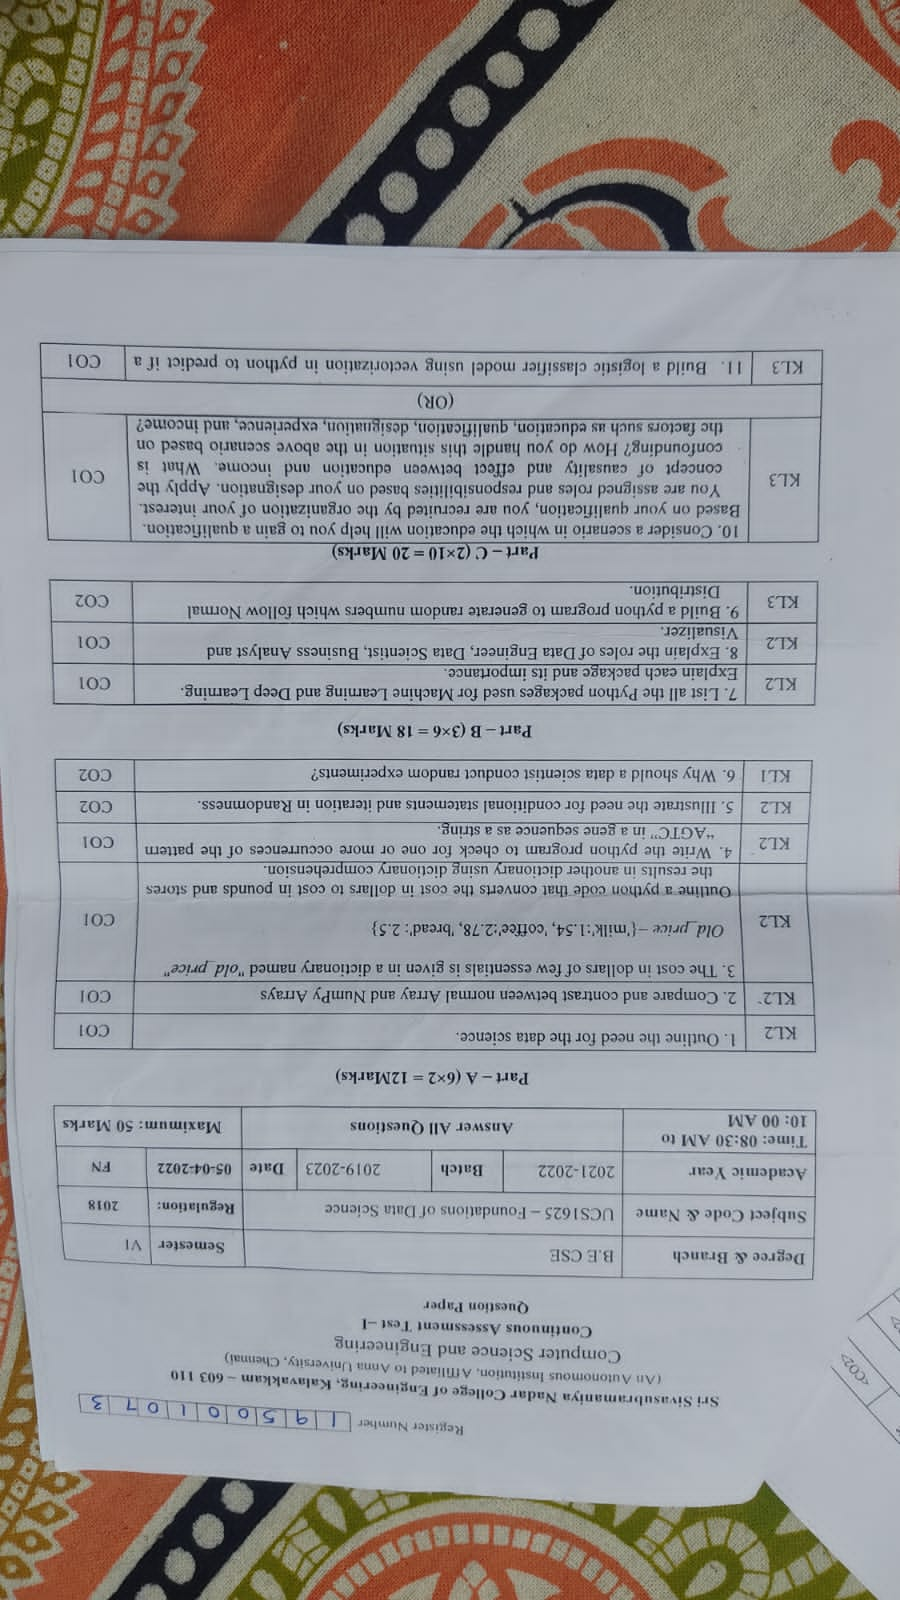 Register Number 1 9 5 0 0 1 0 7 3
Sri Sivasubramaniya Nadar College of Engineering, Kalavakkam – 603 110
(An Autonomous Institution, Affiliated to Anna University, Chennai)
Computer Science and Engineering
Continuous Assessment Test –I
Question Paper
Degree & Branch B.E CSE Semester VI
Subject Code & Name UCS1625 – Foundations of Data Science Regulation: 2018
Academic Year 2021-2022 Batch 2019-2023 Date 05-04-2022 FN
Time: 08:30 AM to
10: 00 AM Answer All Questions Maximum: 50 Marks
Part – A (6×2 = 12Marks)
KL2 1. Outline the need for the data science. CO1
KL2 2. Compare and contrast between normal Array and NumPy Arrays CO1
3. The cost in dollars of few essentials is given in a dictionary named "old_price"
KL2 Old_price ={'milk':1.54, 'coffee':2.78, 'bread': 2.5} CO1
Outline a python code that converts the cost in dollars to cost in pounds and stores
the results in another dictionary using dictionary comprehension.
KL2 4. Write the python program to check for one or more occurrences of the pattern CO1
“AGTC” in a gene sequence as a string.
KL2 5. Illustrate the need for conditional statements and iteration in Randomness. CO2
KL1 6. Why should a data scientist conduct random experiments? CO2
Part – B (3×6 = 18 Marks)
KL2 7. List all the Python packages used for Machine Learning and Deep Learning. CO1
Explain each package and its importance.
KL2 8. Explain the roles of Data Engineer, Data Scientist, Business Analyst and CO1
Visualizer.
KL3 9. Build a python program to generate random numbers which follow Normal CO2
Distribution.
Part – C (2×10 = 20 Marks)
10. Consider a scenario in which the education will help you to gain a qualification.
Based on your qualification, you are recruited by the organization of your interest.
You are assigned roles and responsibilities based on your designation. Apply the
KL3 concept of causality and effect between education and income. What is CO1
confounding? How do you handle this situation in the above scenario based on
the factors such as education, qualification, designation, experience, and income?
(OR)
KL3 11. Build a logistic classifier model using vectorization in python to predict if a CO1
<CO2>